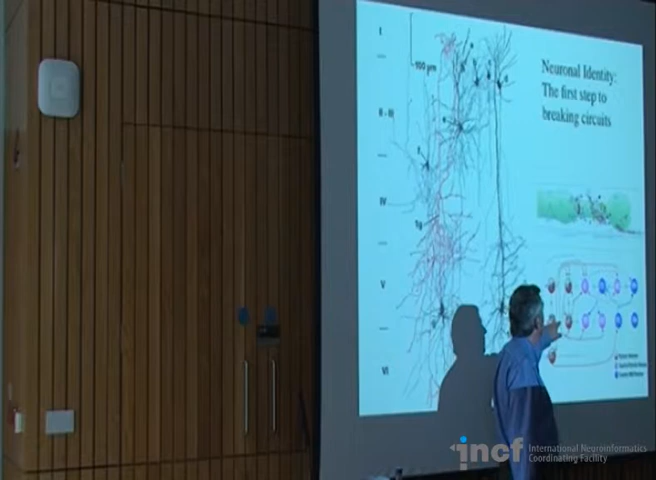 I
100 µm
II - III
IV
V
VI
Neuronal Identity:
The first step to
breaking circuits
incf
International Neuroinformatics
Coordinating Facility